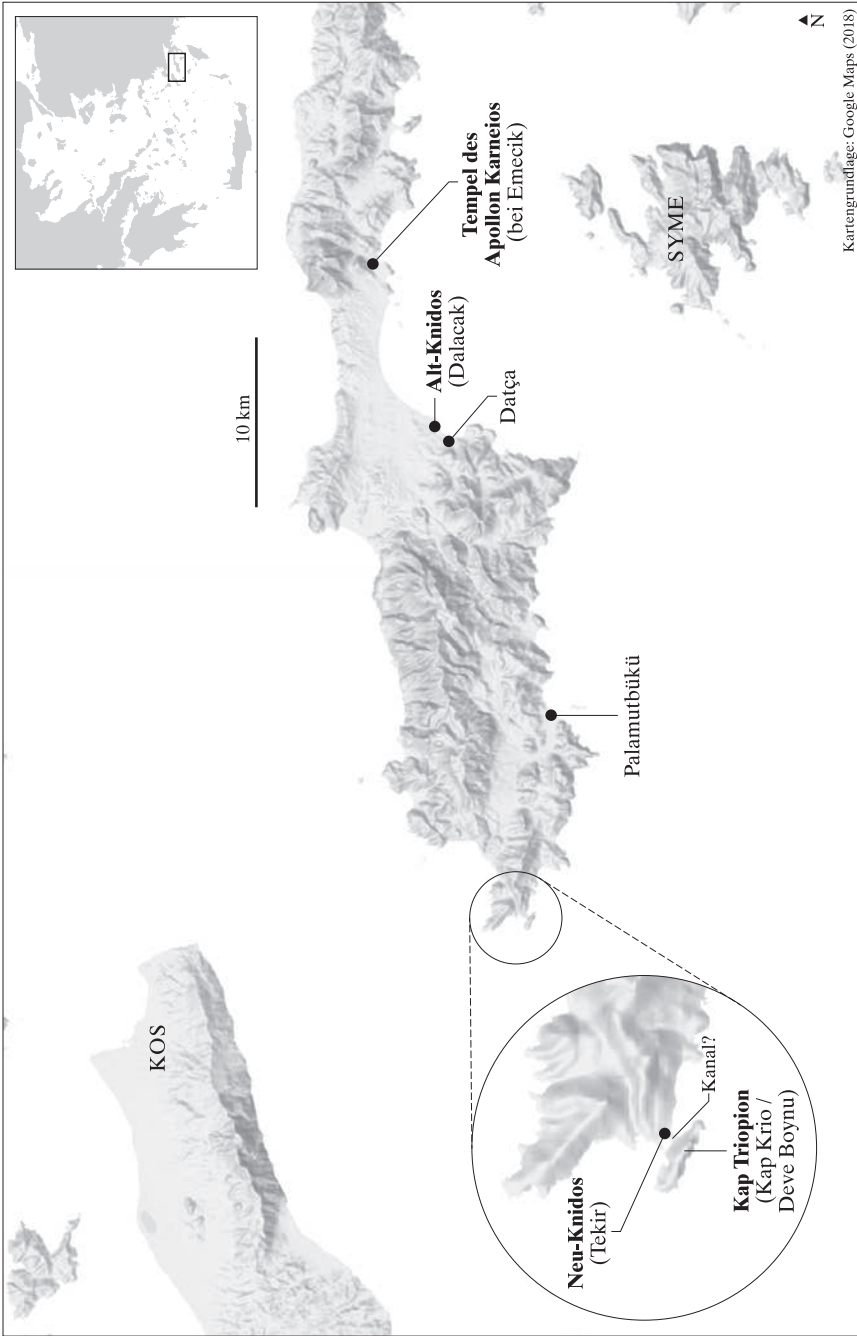 10 km
KOS
Tempel des
Apollon Karneios
(bei Emecik)
Alt-Knidos
(Dalacak)
Datça
Palamutbükü
SYME
Neu-Knidos
(Tekir)
Kanal?
Kap Triopion
(Kap Krio /
Deve Boynu)
N
Kartengrundlage: Google Maps (2018)